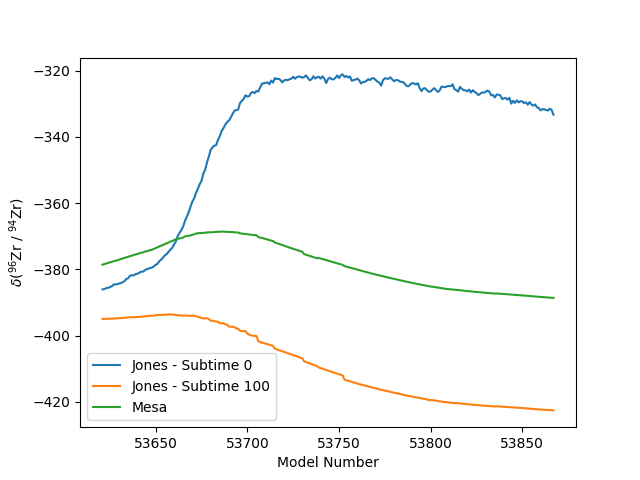 −320
−340
−360
−380
−400
−420
δ(⁹⁶Zr / ⁹⁴Zr)
Jones - Subtime 0
Jones - Subtime 100
Mesa
53650 53700 53750 53800 53850
Model Number